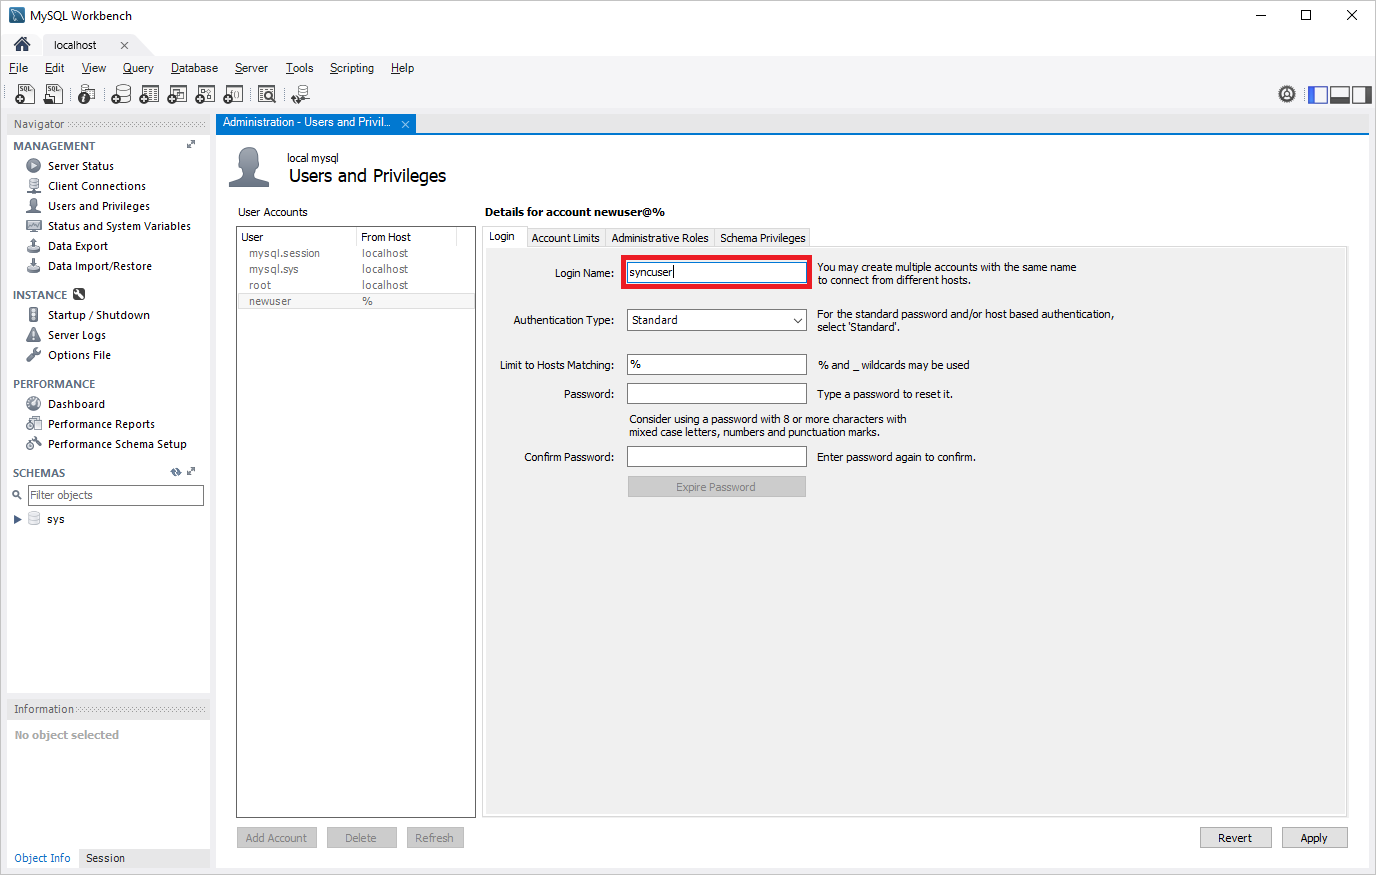 MySQL Workbench
localhost
File Edit View Query Database Server Tools Scripting Help
SQL SQL
Navigator
MANAGEMENT
Server Status
Client Connections
Users and Privileges
Status and System Variables
Data Export
Data Import/Restore
INSTANCE
Startup / Shutdown
Server Logs
Options File
PERFORMANCE
Dashboard
Performance Reports
Performance Schema Setup
SCHEMAS
Filter objects
sys
Information
No object selected
Object Info Session
Administration - Users and Privil...
local mysql
Users and Privileges
User Accounts
User From Host
mysql.session localhost
mysql.sys localhost
root localhost
newuser %
Add Account Delete Refresh
Details for account newuser@%
Login Account Limits Administrative Roles Schema Privileges
Login Name: syncuser You may create multiple accounts with the same name
to connect from different hosts.
Authentication Type: Standard For the standard password and/or host based authentication,
select 'Standard'.
Limit to Hosts Matching: % % and _ wildcards may be used
Password: Type a password to reset it.
Consider using a password with 8 or more characters with
mixed case letters, numbers and punctuation marks.
Confirm Password: Enter password again to confirm.
Expire Password
Revert Apply